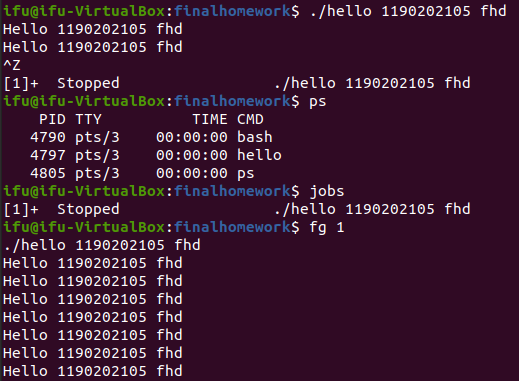 ifu@ifu-VirtualBox:finalhomework$ ./hello 1190202105 fhd
Hello 1190202105 fhd
Hello 1190202105 fhd
^Z
[1]+  Stopped                 ./hello 1190202105 fhd
ifu@ifu-VirtualBox:finalhomework$ ps
    PID TTY          TIME CMD
   4790 pts/3    00:00:00 bash
   4797 pts/3    00:00:00 hello
   4805 pts/3    00:00:00 ps
ifu@ifu-VirtualBox:finalhomework$ jobs
[1]+  Stopped                 ./hello 1190202105 fhd
ifu@ifu-VirtualBox:finalhomework$ fg 1
./hello 1190202105 fhd
Hello 1190202105 fhd
Hello 1190202105 fhd
Hello 1190202105 fhd
Hello 1190202105 fhd
Hello 1190202105 fhd
Hello 1190202105 fhd
Hello 1190202105 fhd